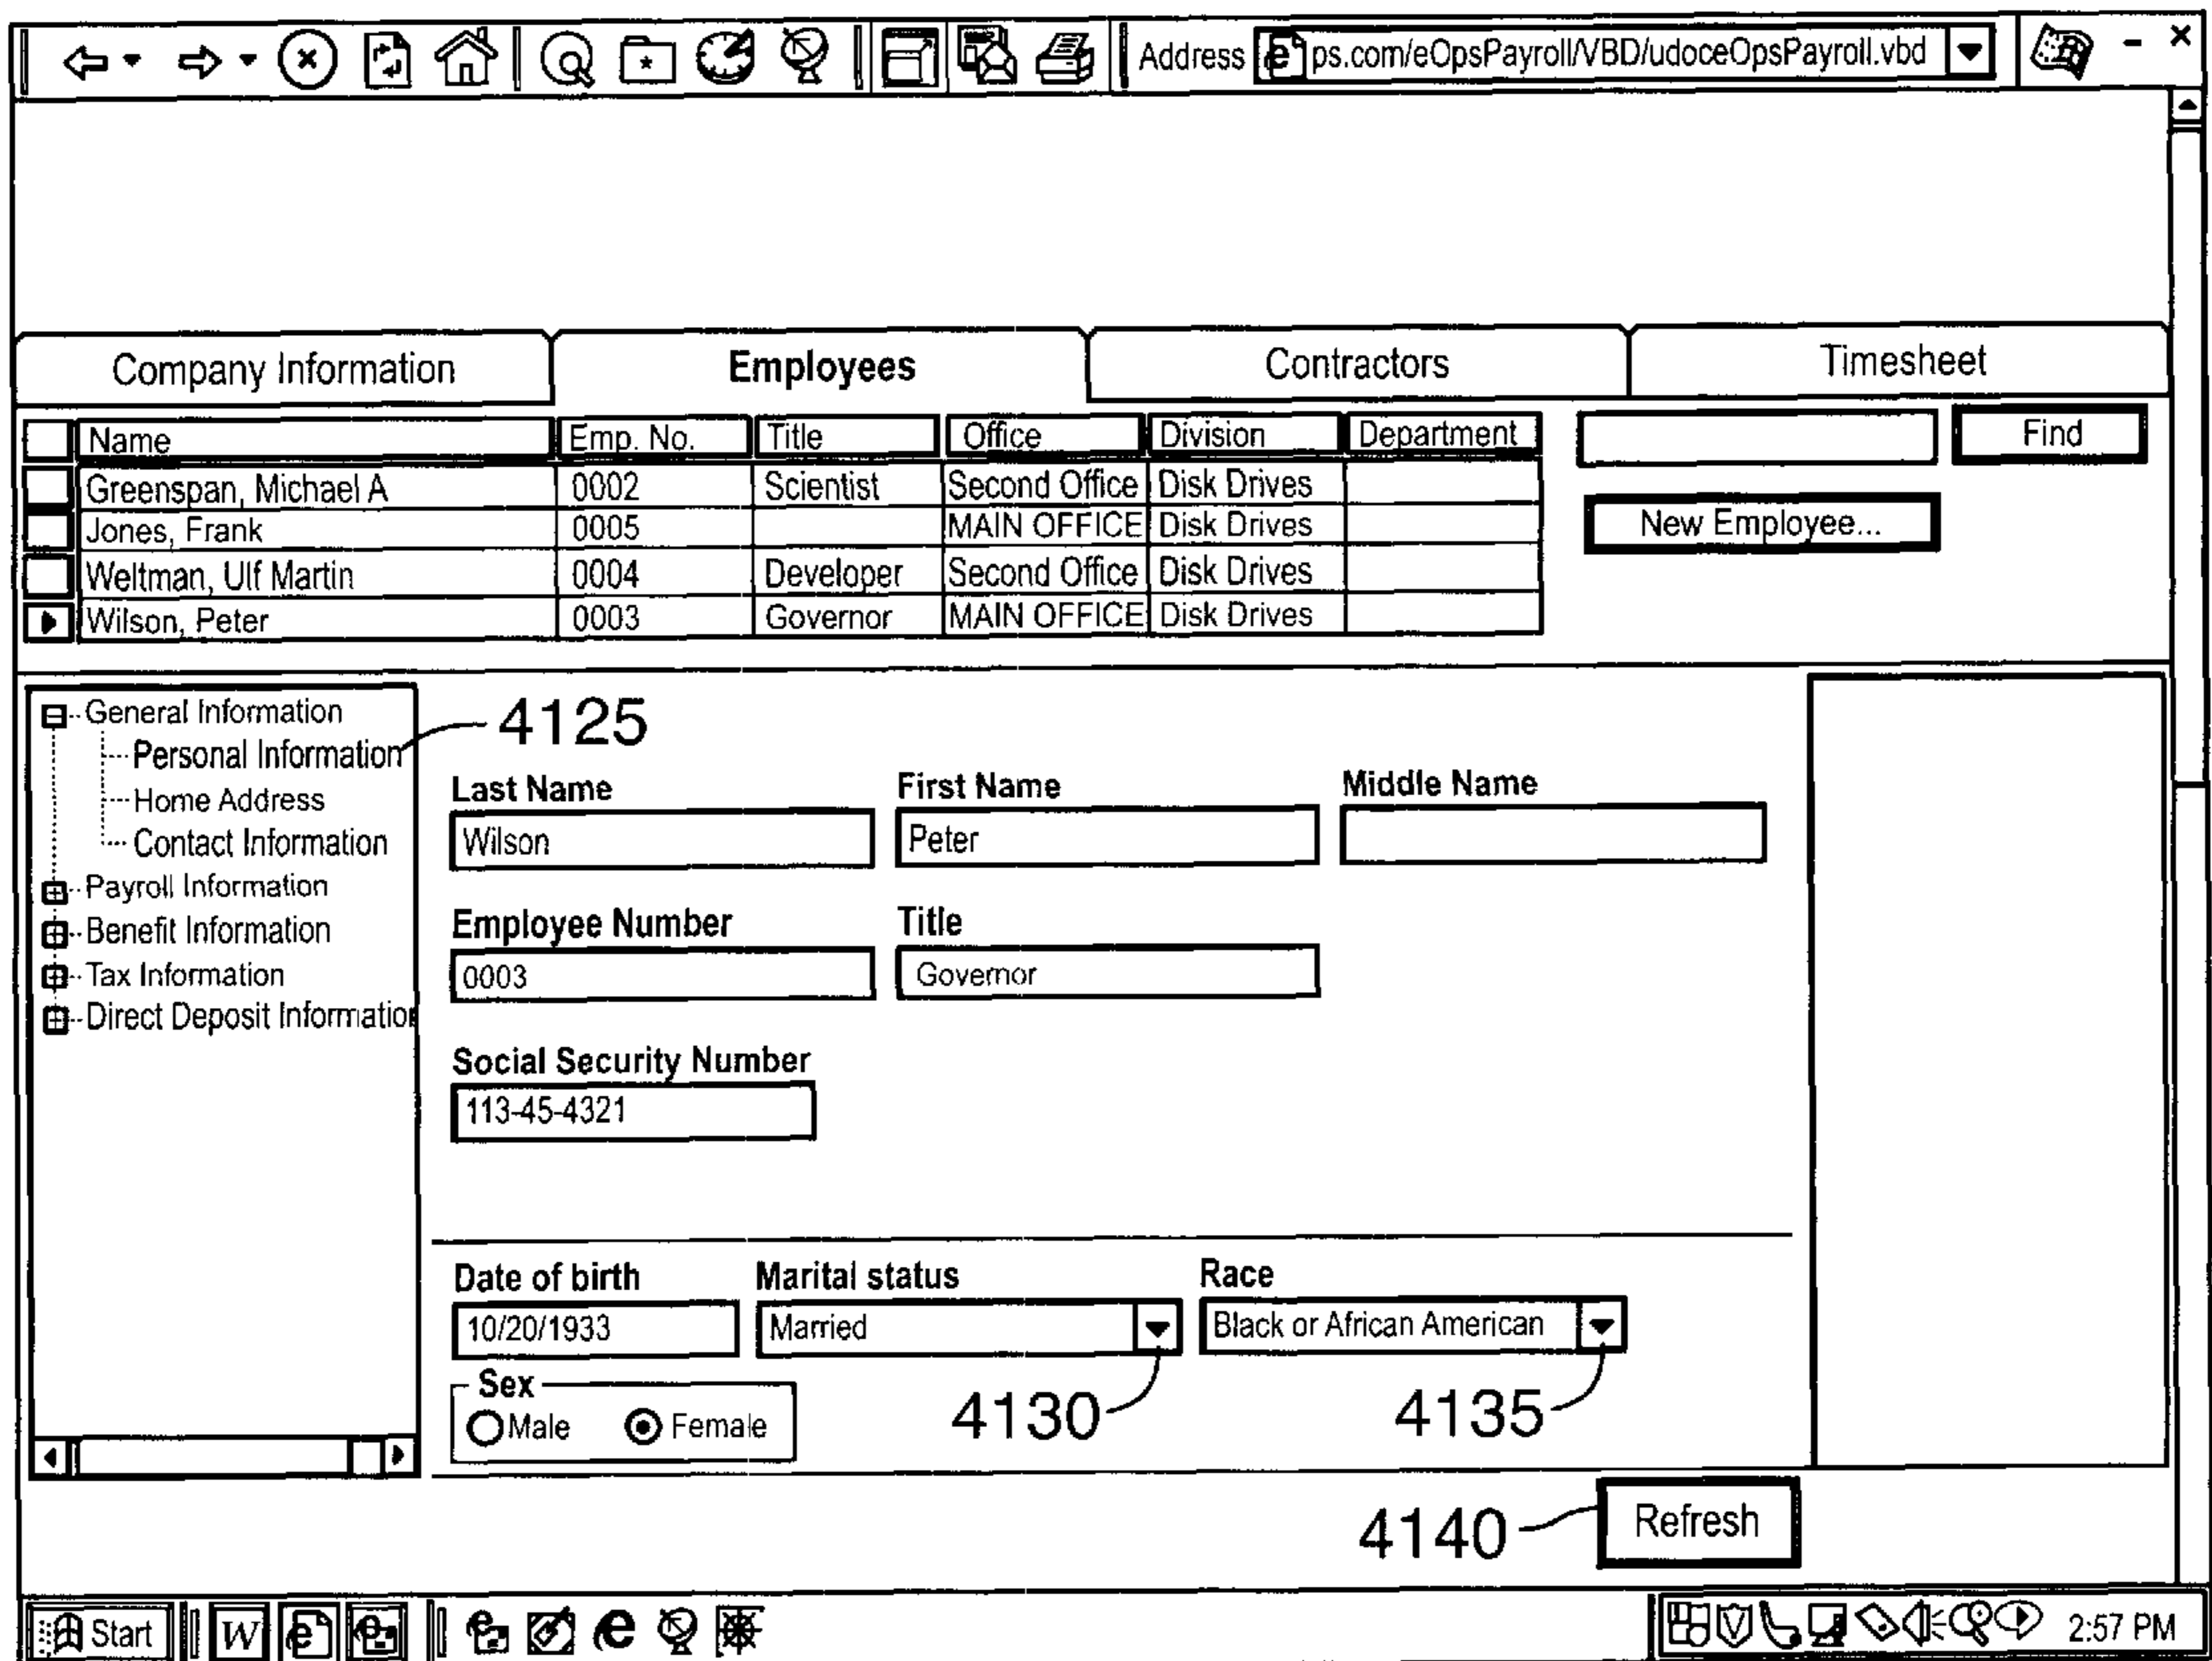 Address ps.com/eOpsPayroll/VBD/udoceOpsPayroll.vbd
Company Information Employees Contractors Timesheet
Name Emp. No. Title Office Division Department Find
Greenspan, Michael A 0002 Scientist Second Office Disk Drives
Jones, Frank 0005 MAIN OFFICE Disk Drives
New Employee...
Weltman, Ulf Martin 0004 Developer Second Office Disk Drives
Wilson, Peter 0003 Governor MAIN OFFICE Disk Drives
General Information
Personal Information
Home Address
Contact Information
Payroll Information
Benefit Information
Tax Information
Direct Deposit Information
4125
Last Name First Name Middle Name
Wilson Peter
Employee Number Title
0003 Governor
Social Security Number
113-45-4321
Date of birth Marital status Race
10/20/1933 Married Black or African American
Sex
Male Female
4130 4135
4140 Refresh
Start W 2:57 PM